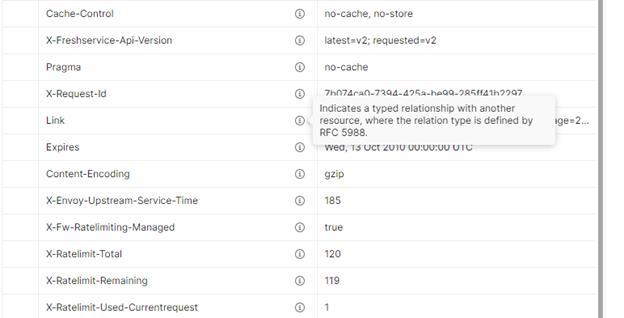 Cache-Control no-cache, no-store
X-Freshservice-Api-Version latest=v2; requested=v2
Pragma no-cache
X-Request-Id 7b074ca0-7394-425a-be99-285ff41b2297
Link age=2...
Indicates a typed relationship with another
resource, where the relation type is defined by
RFC 5988.
Expires Wed, 13 Oct 2010 00:00:00 UTC
Content-Encoding gzip
X-Envoy-Upstream-Service-Time 185
X-Fw-Ratelimiting-Managed true
X-Ratelimit-Total 120
X-Ratelimit-Remaining 119
X-Ratelimit-Used-Currentrequest 1